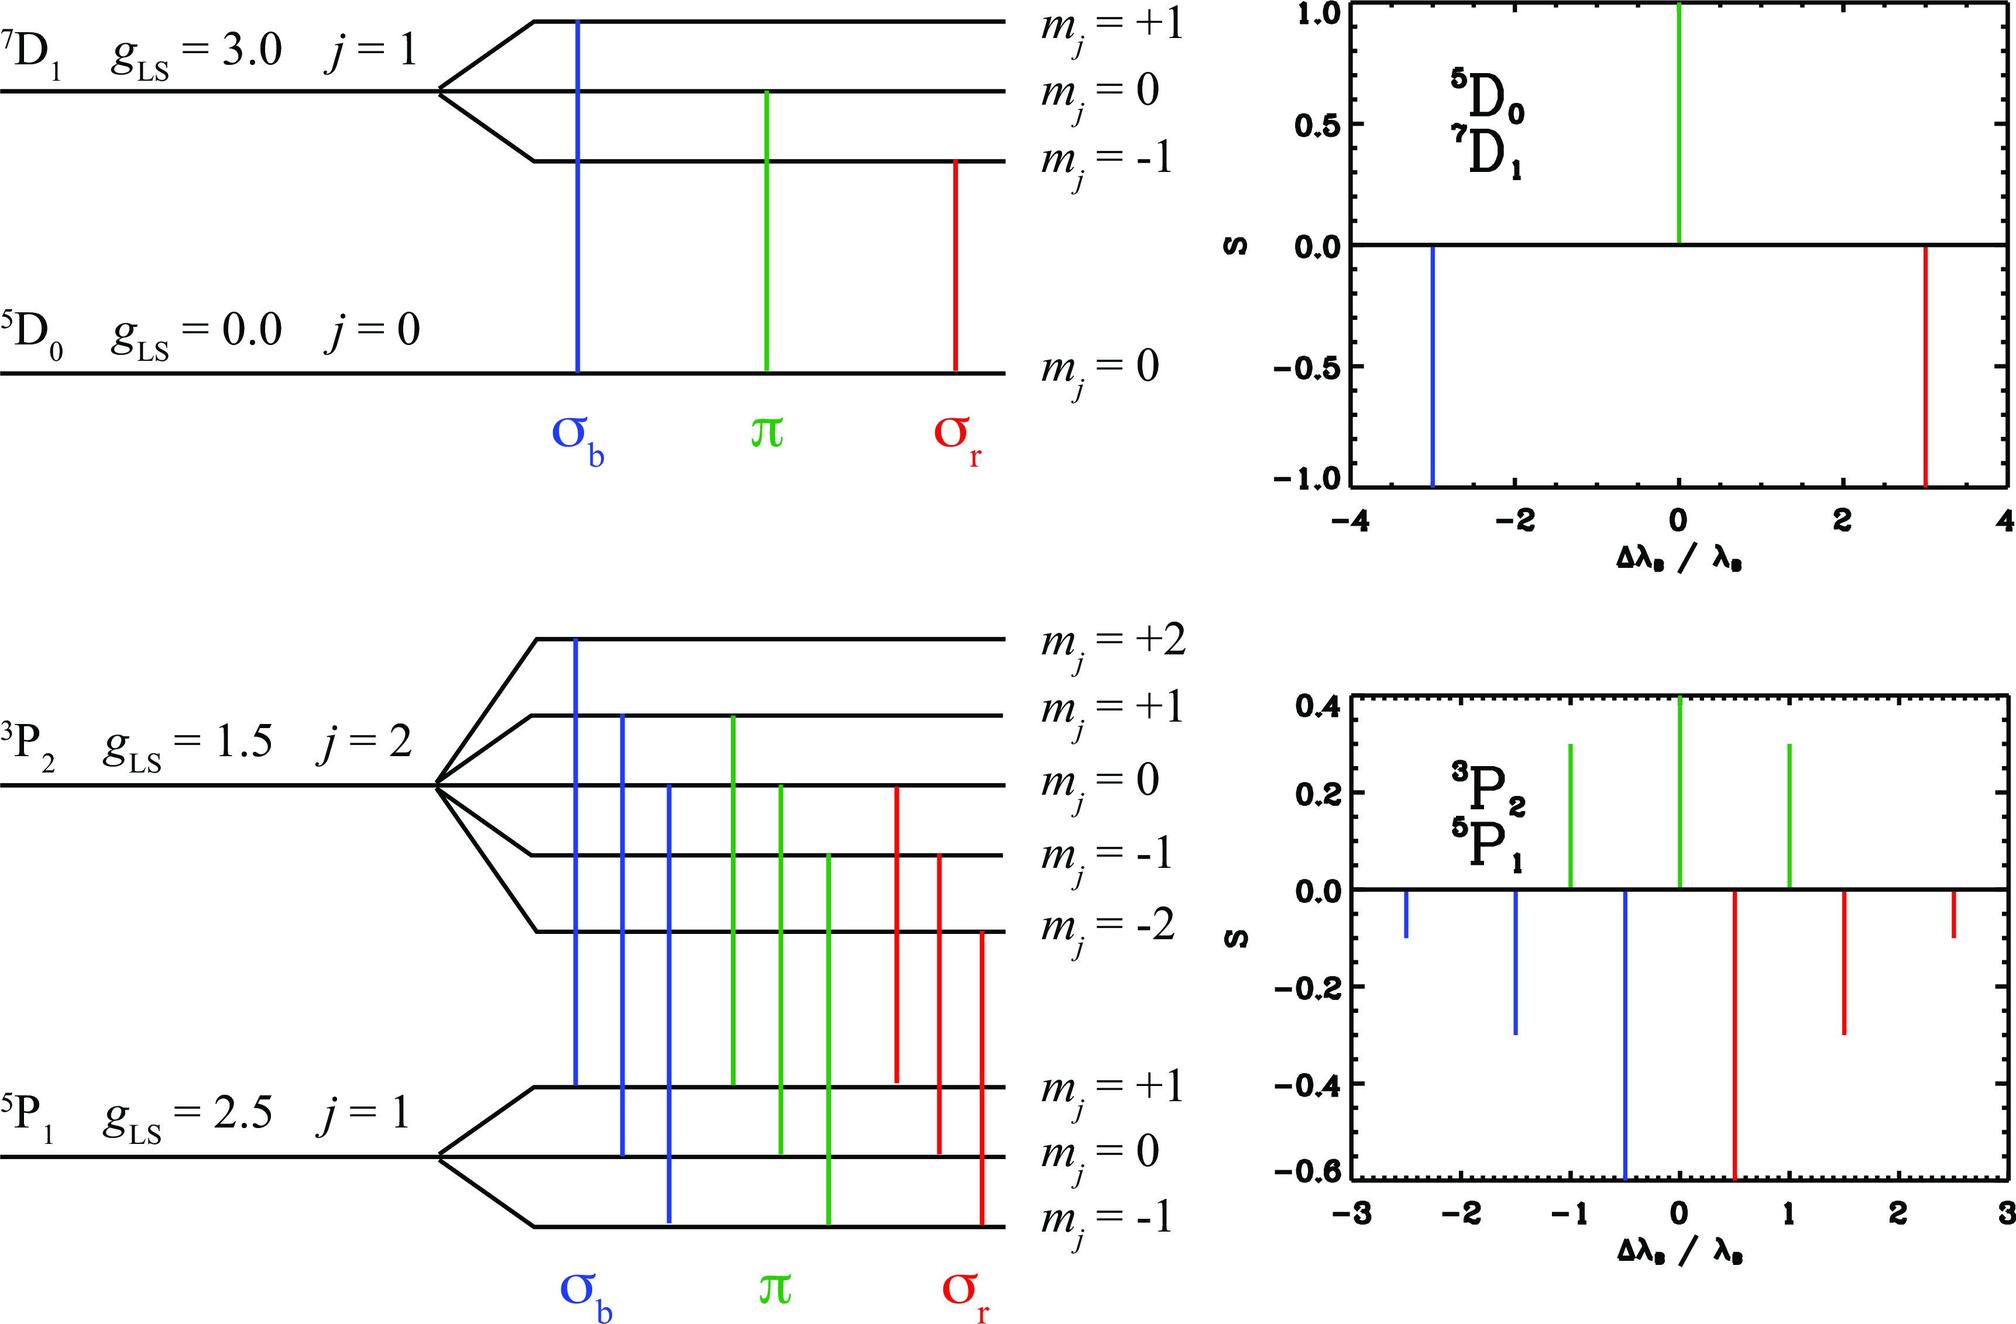 ⁷D₁ g_LS = 3.0 j = 1
m_j = +1
m_j = 0
m_j = -1
⁵D₀ g_LS = 0.0 j = 0
m_j = 0
σ_b π σ_r
1.0
0.5
0.0
−0.5
−1.0
S
⁵D₀
⁷D₁
−4 −2 0 2 4
Δλ_B / λ_B
³P₂ g_LS = 1.5 j = 2
m_j = +2
m_j = +1
m_j = 0
m_j = -1
m_j = -2
⁵P₁ g_LS = 2.5 j = 1
m_j = +1
m_j = 0
m_j = -1
σ_b π σ_r
0.4
0.2
0.0
−0.2
−0.4
−0.6
S
³P₂
⁵P₁
−3 −2 −1 0 1 2 3
Δλ_B / λ_B